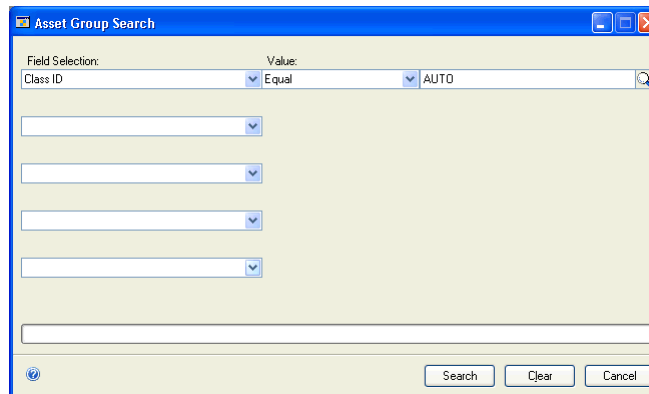 Asset Group Search
Field Selection: Value:
Class ID Equal AUTO
Search Clear Cancel